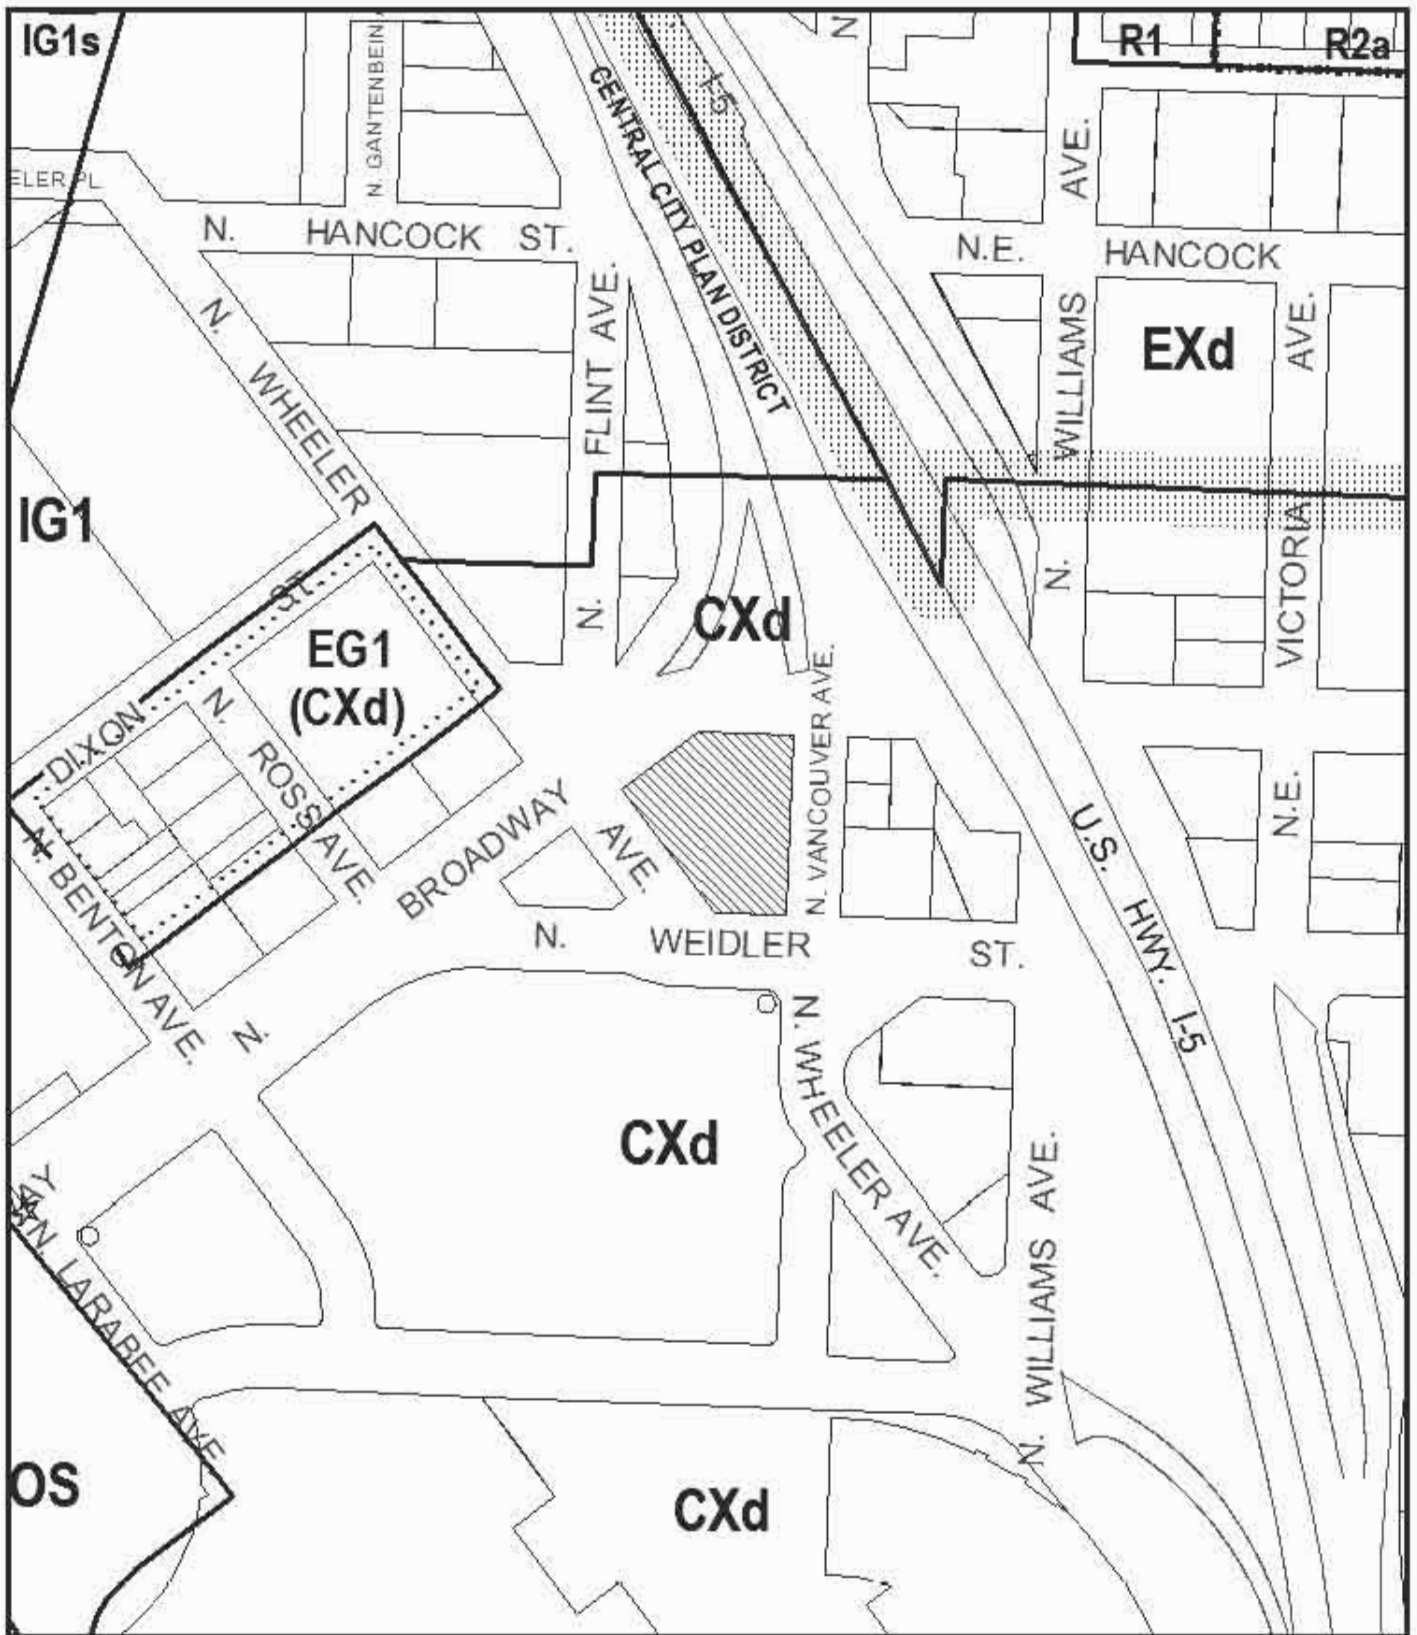 IG1s
N. GANTENBEIN
CENTRAL CITY PLAN DISTRICT
I-5
N
R1
R2a
AVE.
ELER PL
N. HANCOCK ST.
N.E. HANCOCK
N. WHEELER
FLINT AVE.
N.
WILLIAMS
N.
EXd
AVE.
VICTORIA
N.E.
IG1
DIXON ST
EG1
(CXd)
CXd
N. ROSS AVE.
N. BENTON AVE.
BROADWAY
N.
AVE.
N. VANCOUVER AVE.
U.S. HWY. I-5
N. WEIDLER ST.
N. WHEELER AVE.
CXd
N. WILLIAMS AVE.
AY
N. LARABEE AVE
OS
CXd